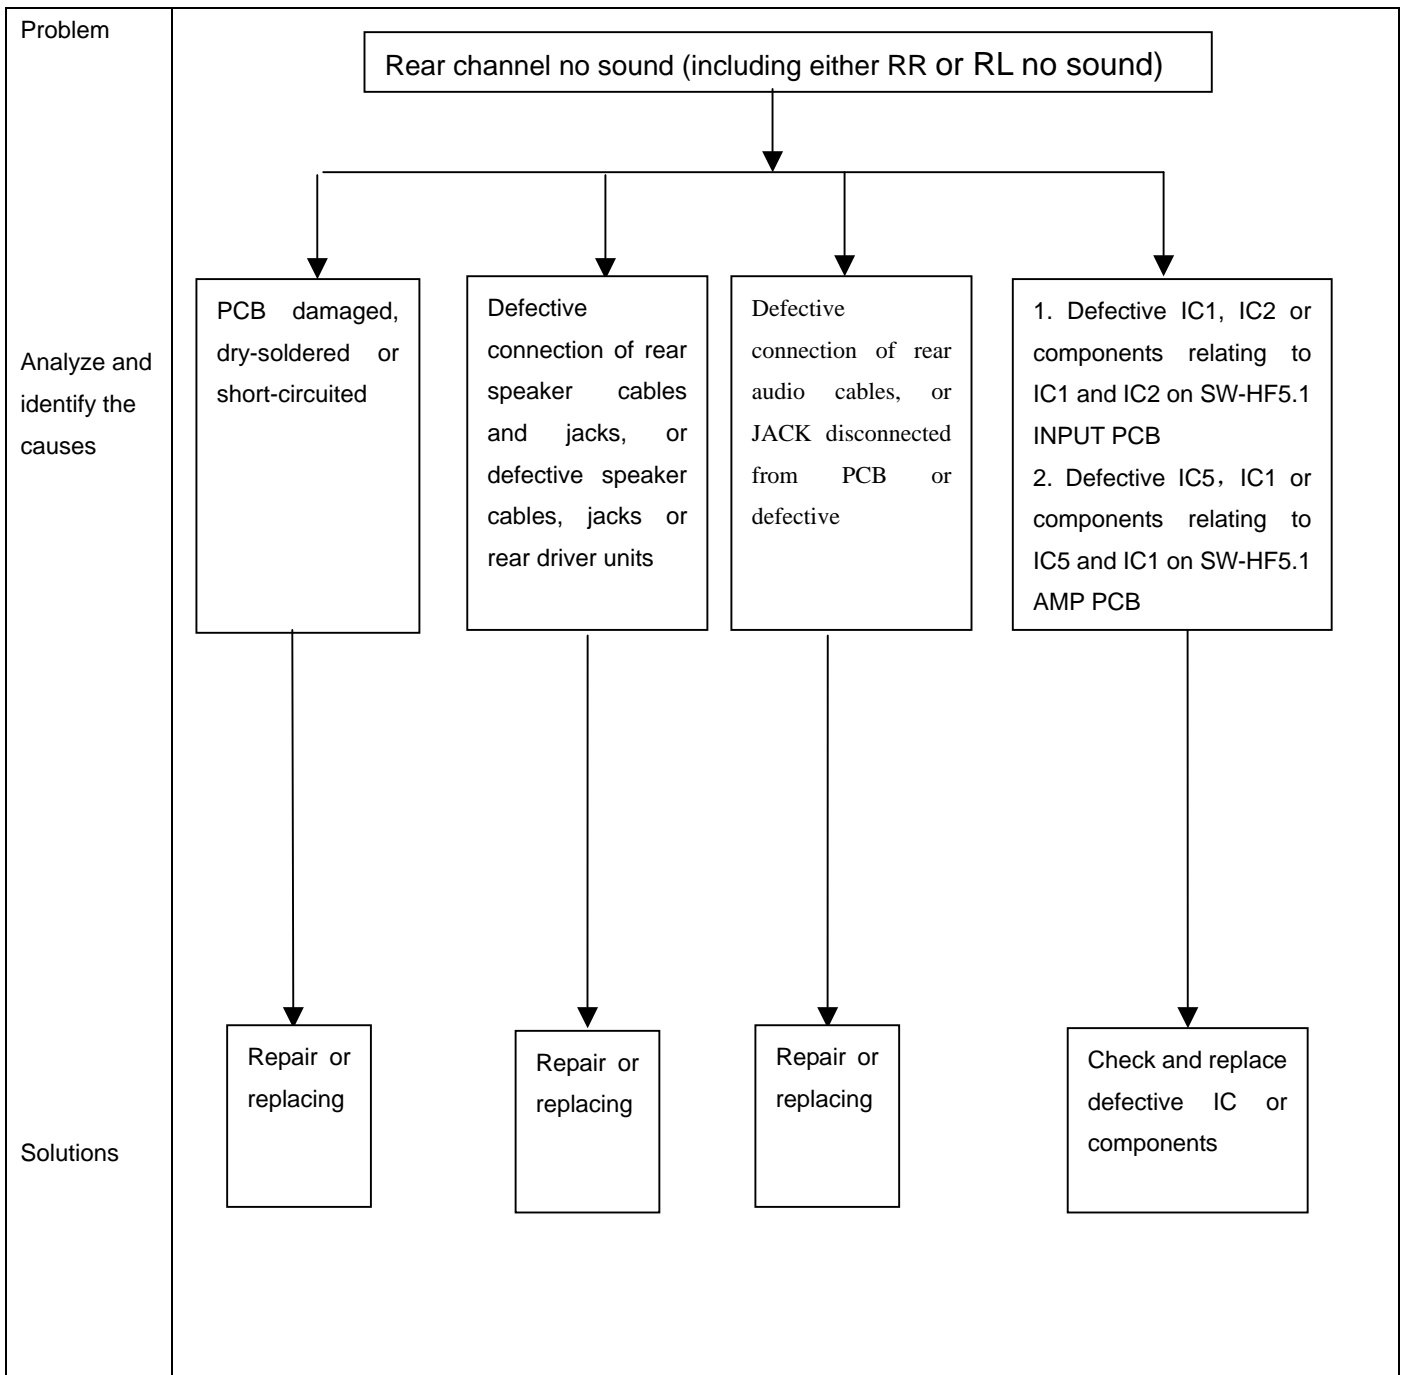 Problem
Rear channel no sound (including either RR or RL no sound)
Analyze and
identify the
causes
PCB damaged,
dry-soldered or
short-circuited
Defective
connection of rear
speaker cables
and jacks, or
defective speaker
cables, jacks or
rear driver units
Defective
connection of rear
audio cables, or
JACK disconnected
from PCB or
defective
1. Defective IC1, IC2 or
components relating to
IC1 and IC2 on SW-HF5.1
INPUT PCB
2. Defective IC5，IC1 or
components relating to
IC5 and IC1 on SW-HF5.1
AMP PCB
Solutions
Repair or
replacing
Repair or
replacing
Repair or
replacing
Check and replace
defective IC or
components